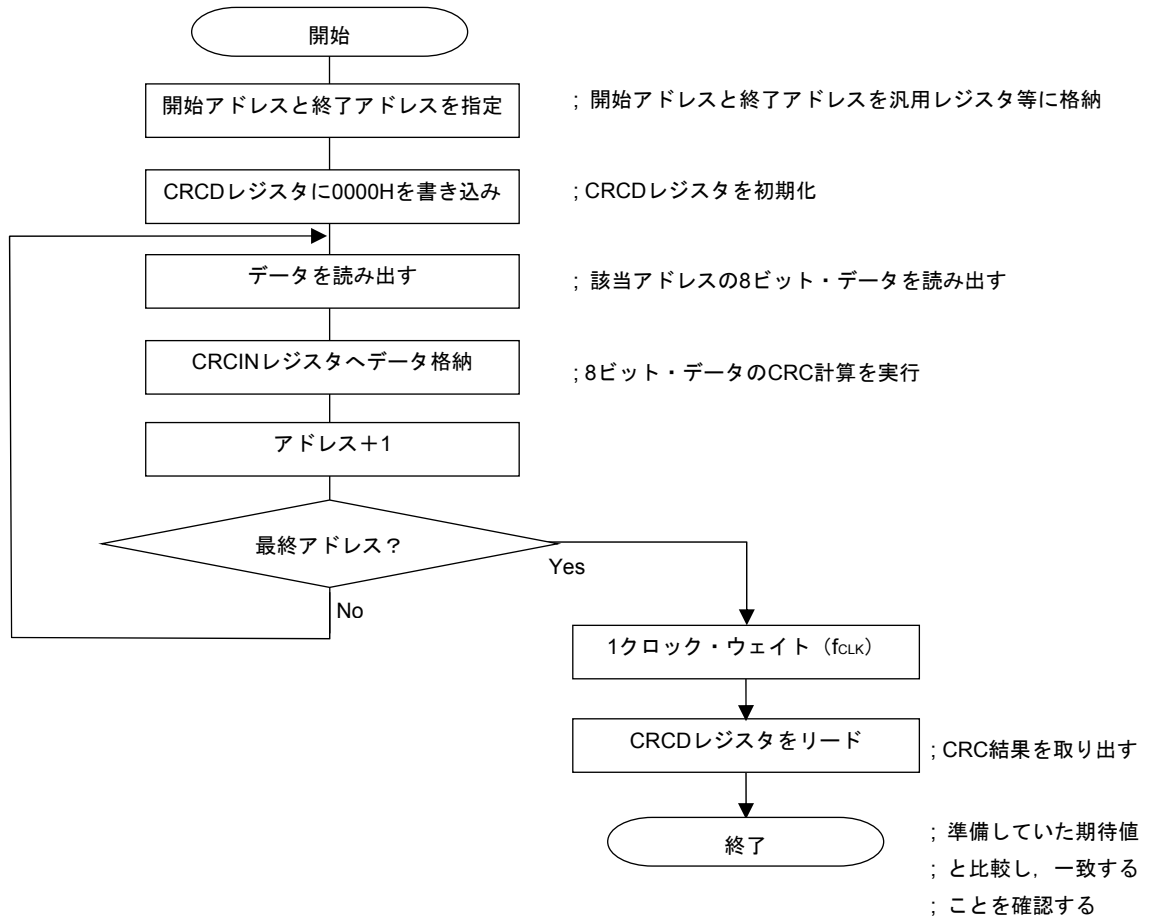 開始
開始アドレスと終了アドレスを指定
; 開始アドレスと終了アドレスを汎用レジスタ等に格納
CRCDレジスタに0000Hを書き込み
; CRCDレジスタを初期化
データを読み出す
; 該当アドレスの8ビット・データを読み出す
CRCINレジスタへデータ格納
; 8ビット・データのCRC計算を実行
アドレス+1
最終アドレス?
Yes
No
1クロック・ウェイト(fCLK)
CRCDレジスタをリード
; CRC結果を取り出す
終了
; 準備していた期待値
; と比較し,一致する
; ことを確認する